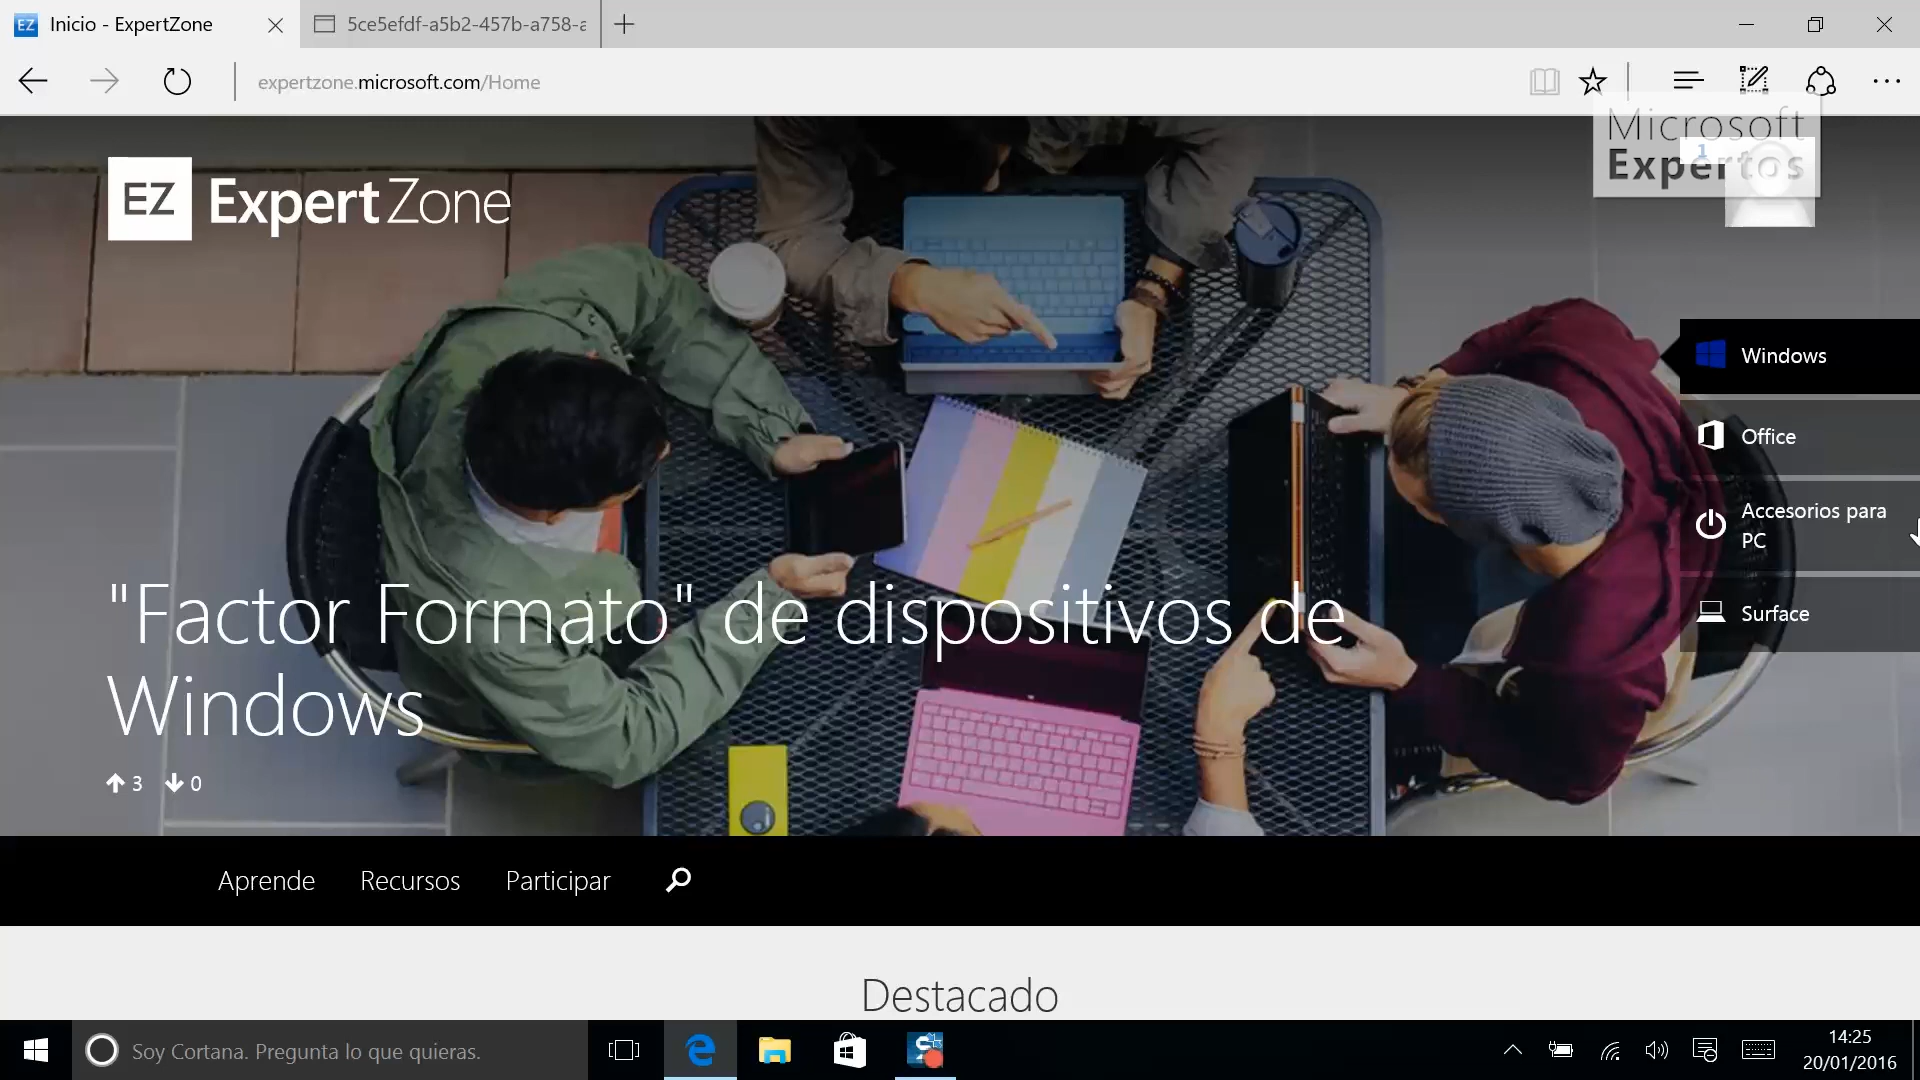 Inicio - ExpertZone
5ce5efdf-a5b2-457b-a758-a
expertzone.microsoft.com/Home
Microsoft
Expertos
1
EZ ExpertZone
Windows
Office
Accesorios para
PC
Surface
"Factor Formato" de dispositivos de
Windows
3 0
Aprende Recursos Participar
Destacado
Soy Cortana. Pregunta lo que quieras.
14:25
20/01/2016